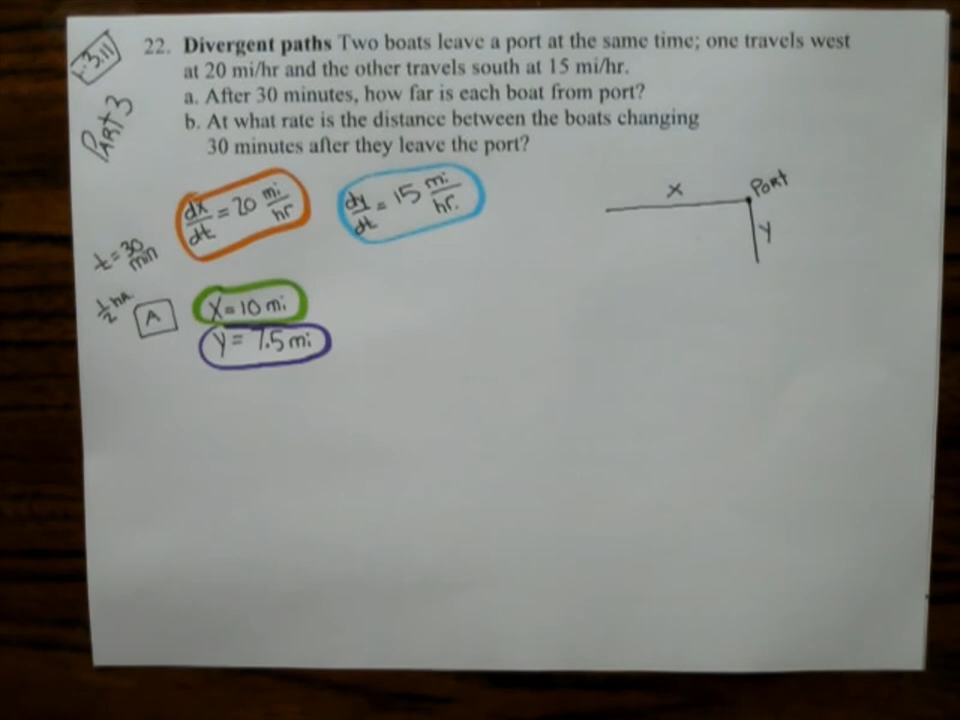 3.11
PART 3
22. Divergent paths Two boats leave a port at the same time; one travels west
at 20 mi/hr and the other travels south at 15 mi/hr.
a. After 30 minutes, how far is each boat from port?
b. At what rate is the distance between the boats changing
30 minutes after they leave the port?
dx/dt = 20 mi/hr
dy/dt = 15 mi/hr.
x
PORT
y
t = 30 min
1/2 hr
A
X = 10 mi
y = 7.5 mi